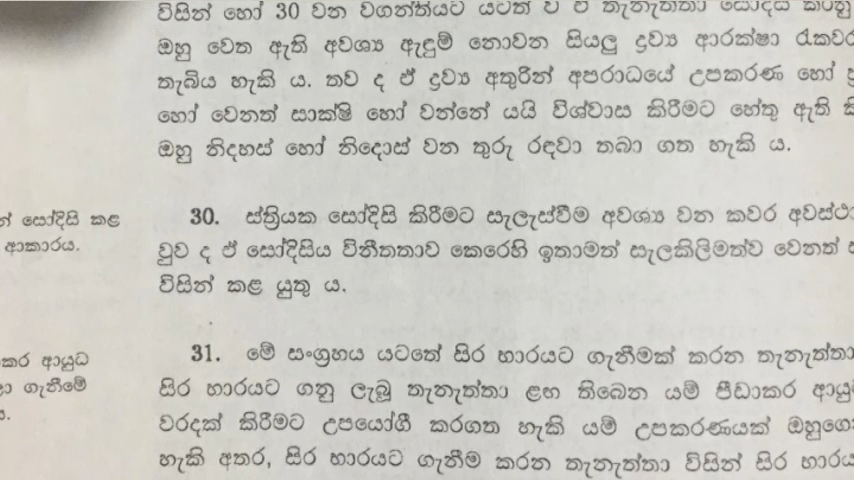 විසින් හෝ 30 වන වගන්තියට යටත් ව ඒ තැනැත්තා සෝදිසි කරනු
ඔහු වෙත ඇති අවශ්‍ය ඇඳුම් නොවන සියලු ද්‍රව්‍ය ආරක්ෂා රැකවර
තැබිය හැකි ය. තව ද ඒ ද්‍රව්‍ය අතුරින් අපරාධයේ උපකරණ හෝ
හෝ වෙනත් සාක්ෂි හෝ වන්නේ යයි විශ්වාස කිරීමට හේතු ඇති
ඔහු නිදහස් හෝ නිදොස් වන තුරු රඳවා තබා ගත හැකි ය.
න් සෝදිසි කළ
ආකාරය.
30. ස්ත්‍රියක සෝදිසි කිරීමට සැලැස්වීම අවශ්‍ය වන කවර අවස්ථා
වුව ද ඒ සෝදිසිය විනීතතාව කෙරෙහි ඉතාමත් සැලකිලිමත්ව වෙනත්
විසින් කළ යුතු ය.
කර ආයුධ
ගැනීමේ
31. මේ සංග්‍රහය යටතේ සිර භාරයට ගැනීමක් කරන තැනැත්තා
සිර භාරයට ගනු ලැබූ තැනැත්තා ළඟ තිබෙන යම් පීඩාකර ආයු
වරදක් කිරීමට උපයෝගී කරගත හැකි යම් උපකරණයක් ඔහුගෙ
හැකි අතර, සිර භාරයට ගැනීම කරන තැනැත්තා විසින් සිර භාරය